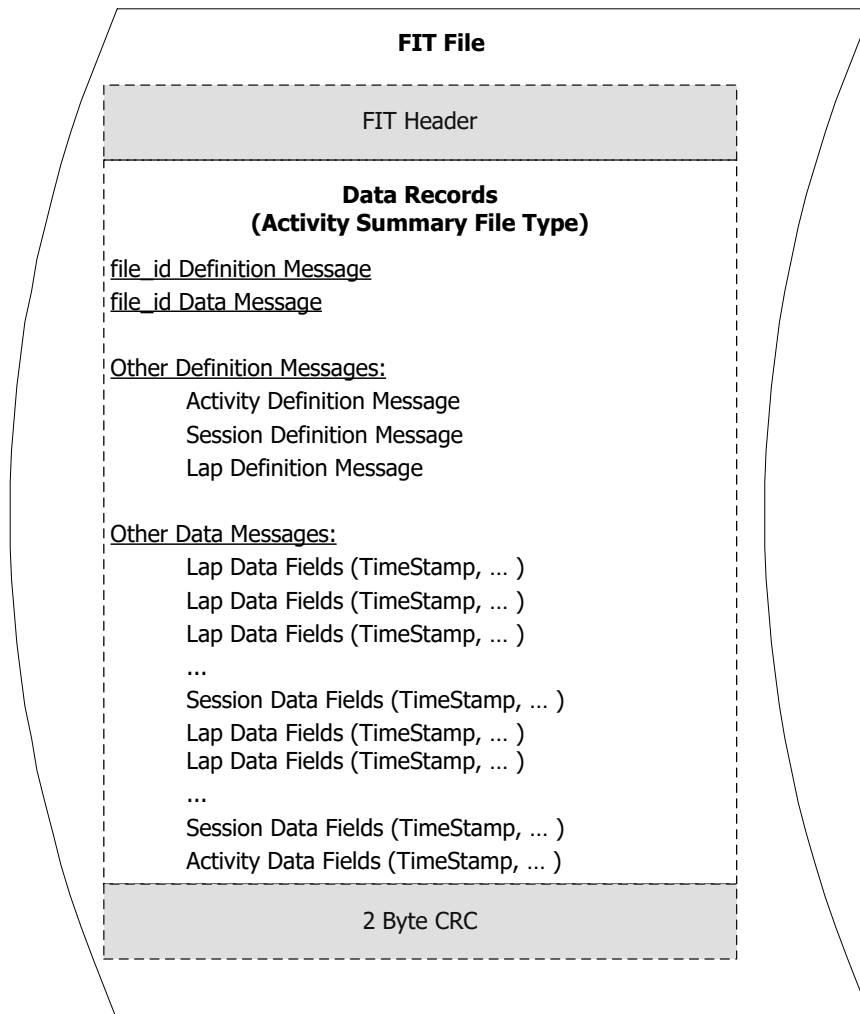 FIT File
FIT Header
Data Records
(Activity Summary File Type)
file_id Definition Message
file_id Data Message
Other Definition Messages:
Activity Definition Message
Session Definition Message
Lap Definition Message
Other Data Messages:
Lap Data Fields (TimeStamp, … )
Lap Data Fields (TimeStamp, … )
Lap Data Fields (TimeStamp, … )
...
Session Data Fields (TimeStamp, … )
Lap Data Fields (TimeStamp, … )
Lap Data Fields (TimeStamp, … )
...
Session Data Fields (TimeStamp, … )
Activity Data Fields (TimeStamp, … )
2 Byte CRC